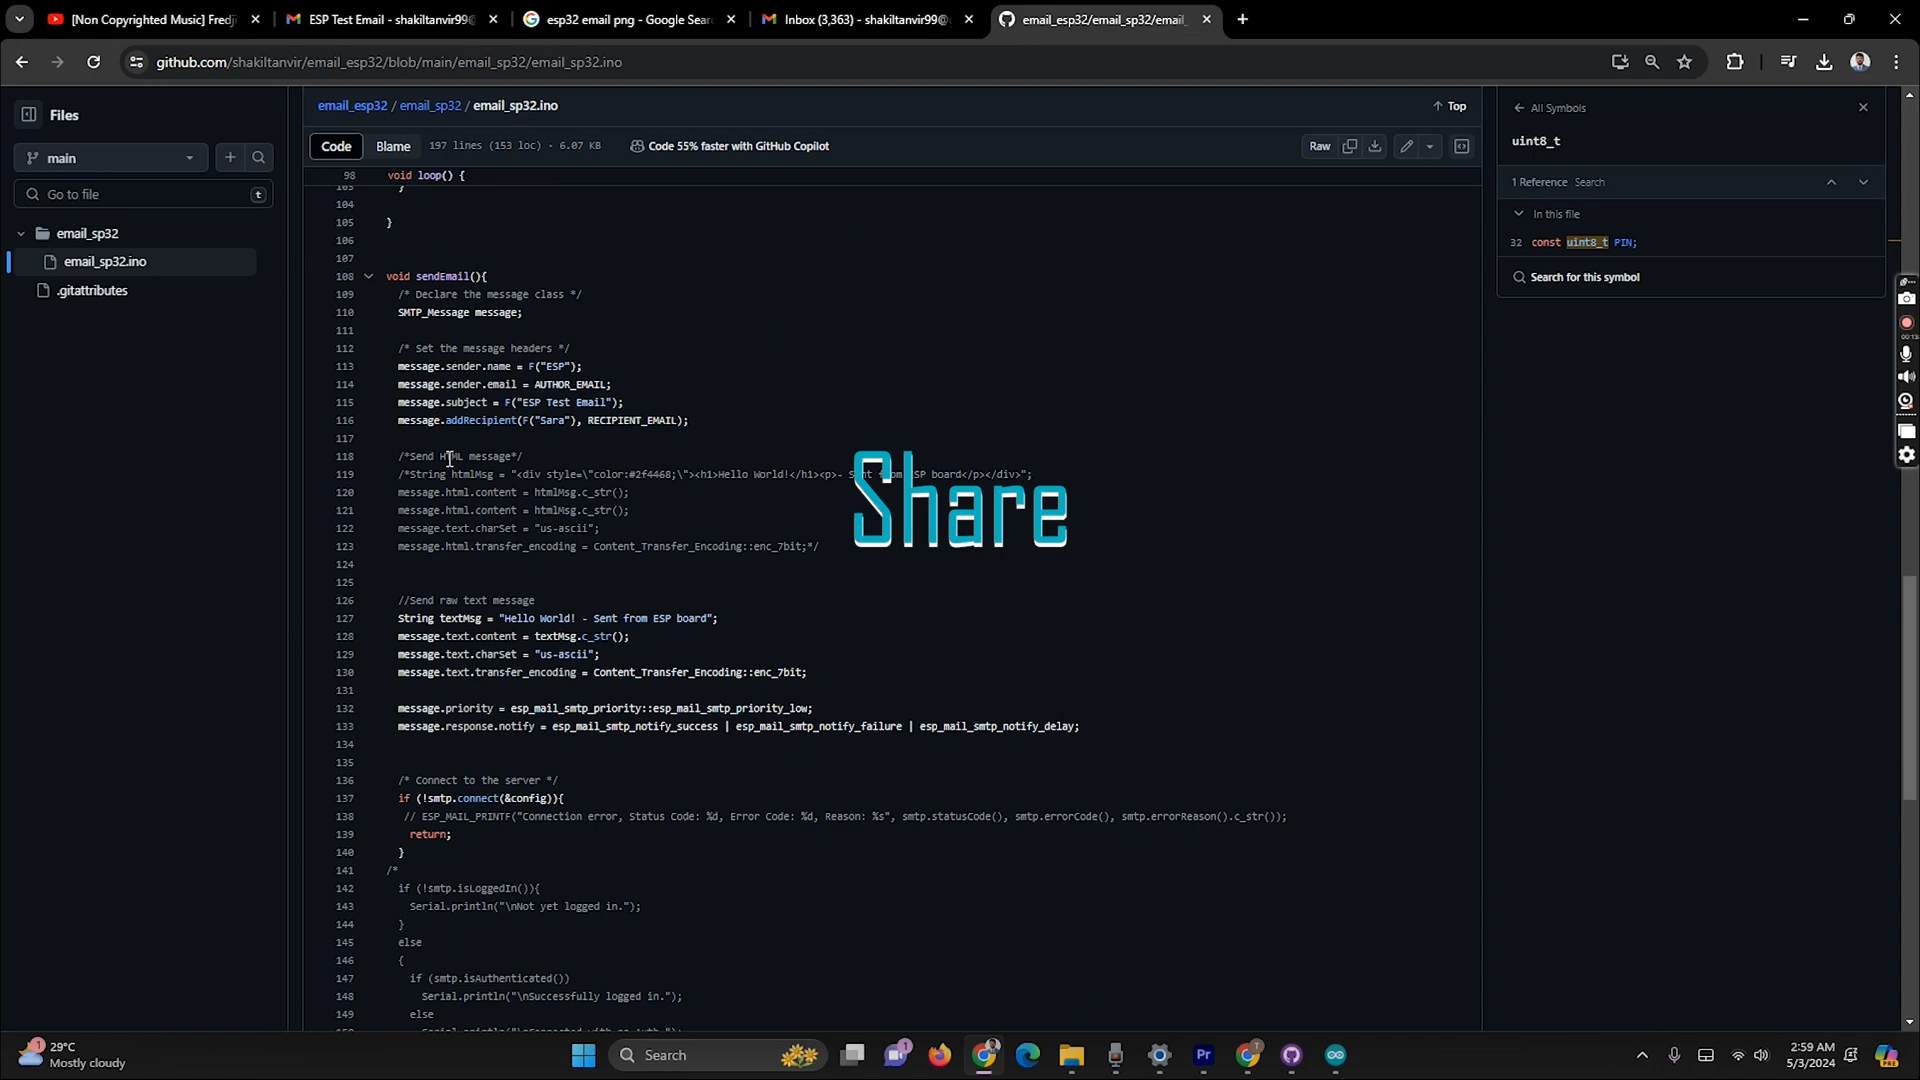 [Non Copyrighted Music] Fredji
ESP Test Email - shakiltanvir99@
esp32 email png - Google Sear
Inbox (3,363) - shakiltanvir99@
email_esp32/email_sp32/email_
github.com/shakiltanvir/email_esp32/blob/main/email_sp32/email_sp32.ino
Files
main
Go to file
t
email_sp32
email_sp32.ino
.gitattributes
email_esp32 / email_sp32 / email_sp32.ino
Top
Code Blame 197 lines (153 loc) · 6.07 KB Code 55% faster with GitHub Copilot
Raw
98 void loop() {
103 }
104
105 }
106
107
108 void sendEmail(){
109 /* Declare the message class */
110 SMTP_Message message;
111
112 /* Set the message headers */
113 message.sender.name = F("ESP");
114 message.sender.email = AUTHOR_EMAIL;
115 message.subject = F("ESP Test Email");
116 message.addRecipient(F("Sara"), RECIPIENT_EMAIL);
117
118 /*Send HTML message*/
119 /*String htmlMsg = "<div style=\"color:#2f4468;\"><h1>Hello World!</h1><p>- Sent from ESP board</p></div>";
120 message.html.content = htmlMsg.c_str();
121 message.html.content = htmlMsg.c_str();
122 message.text.charSet = "us-ascii";
123 message.html.transfer_encoding = Content_Transfer_Encoding::enc_7bit;*/
124
125
126 //Send raw text message
127 String textMsg = "Hello World! - Sent from ESP board";
128 message.text.content = textMsg.c_str();
129 message.text.charSet = "us-ascii";
130 message.text.transfer_encoding = Content_Transfer_Encoding::enc_7bit;
131
132 message.priority = esp_mail_smtp_priority::esp_mail_smtp_priority_low;
133 message.response.notify = esp_mail_smtp_notify_success | esp_mail_smtp_notify_failure | esp_mail_smtp_notify_delay;
134
135
136 /* Connect to the server */
137 if (!smtp.connect(&config)){
138 // ESP_MAIL_PRINTF("Connection error, Status Code: %d, Error Code: %d, Reason: %s", smtp.statusCode(), smtp.errorCode(), smtp.errorReason().c_str());
139 return;
140 }
141 /*
142 if (!smtp.isLoggedIn()){
143 Serial.println("\nNot yet logged in.");
144 }
145 else
146 {
147 if (smtp.isAuthenticated())
148 Serial.println("\nSuccessfully logged in.");
149 else
Share
All Symbols
uint8_t
1 Reference Search
In this file
32 const uint8_t PIN;
Search for this symbol
29°C
Mostly cloudy
Search
2:59 AM
5/3/2024